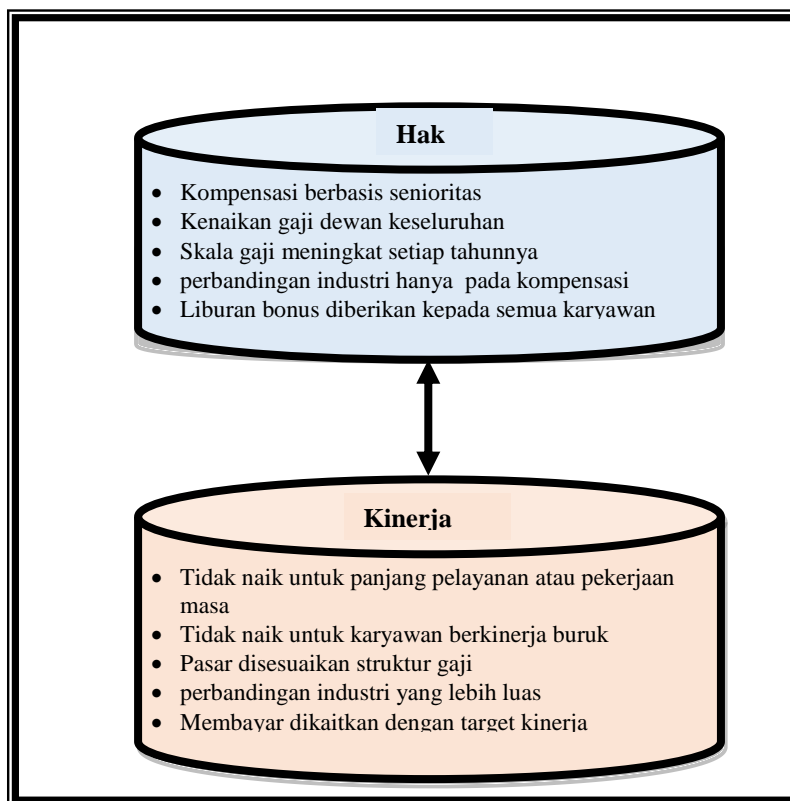 Hak
• Kompensasi berbasis senioritas
• Kenaikan gaji dewan keseluruhan
• Skala gaji meningkat setiap tahunnya
• perbandingan industri hanya pada kompensasi
• Liburan bonus diberikan kepada semua karyawan
Kinerja
• Tidak naik untuk panjang pelayanan atau pekerjaan
masa
• Tidak naik untuk karyawan berkinerja buruk
• Pasar disesuaikan struktur gaji
• perbandingan industri yang lebih luas
• Membayar dikaitkan dengan target kinerja